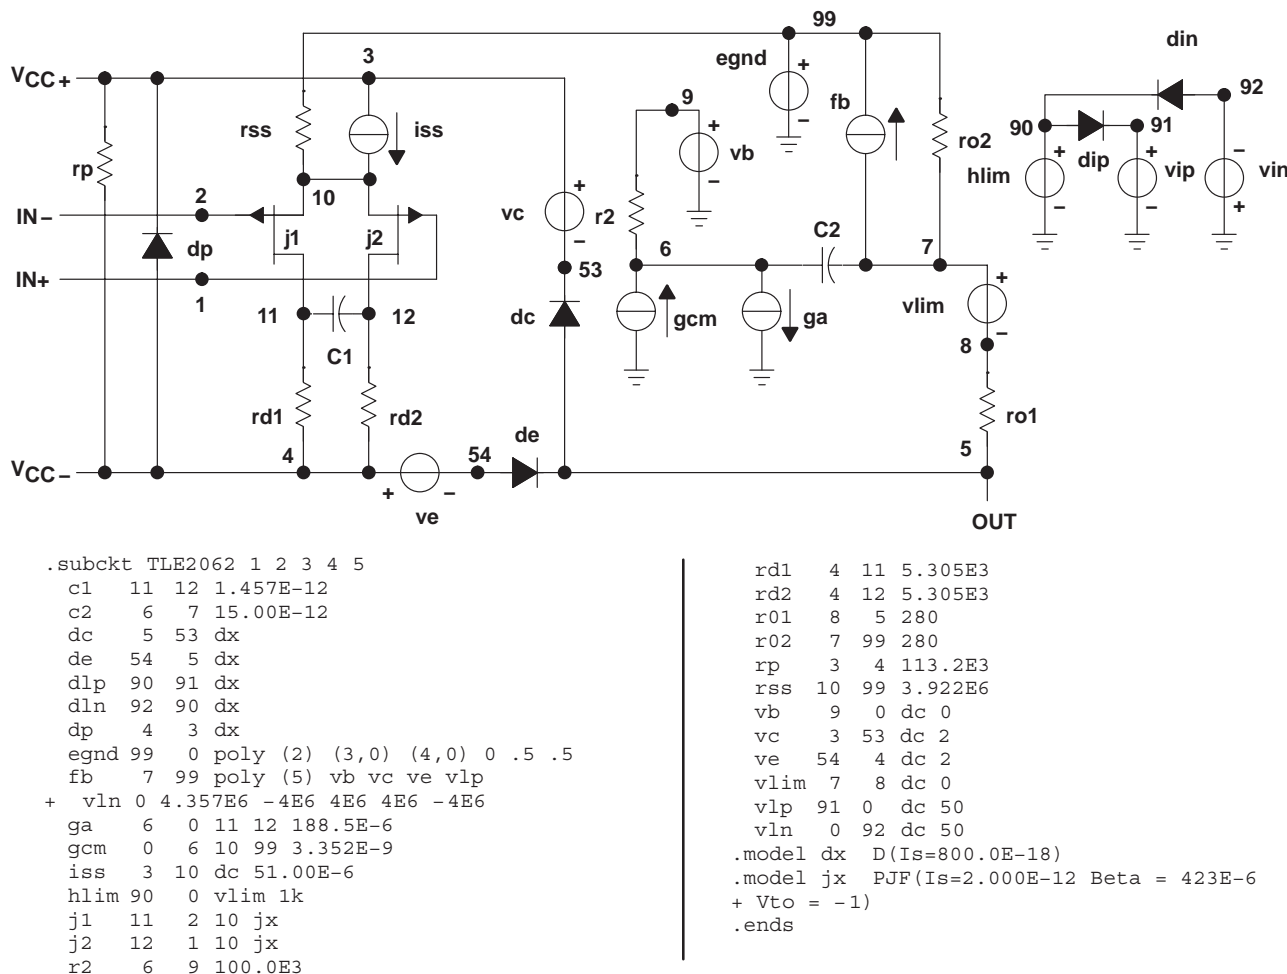 99
din
VCC+
3
egnd
+
92
9
fb
90
91
rss
iss
vb
ro2
rp
hlim
dip
vip
vin
10
2
IN−
j1
j2
vc
r2
C2
dp
6
7
IN+
1
53
11
12
gcm
ga
vlim
dc
8
C1
rd1
rd2
de
ro1
4
54
5
VCC−
+ −
ve
OUT
.subckt TLE2062 1 2 3 4 5
c1 11 12 1.457E−12
c2 6 7 15.00E−12
dc 5 53 dx
de 54 5 dx
dlp 90 91 dx
dln 92 90 dx
dp 4 3 dx
egnd 99 0 poly (2) (3,0) (4,0) 0 .5 .5
fb 7 99 poly (5) vb vc ve vlp
+ vln 0 4.357E6 −4E6 4E6 4E6 −4E6
ga 6 0 11 12 188.5E−6
gcm 0 6 10 99 3.352E−9
iss 3 10 dc 51.00E−6
hlim 90 0 vlim 1k
j1 11 2 10 jx
j2 12 1 10 jx
r2 6 9 100.0E3
rd1 4 11 5.305E3
rd2 4 12 5.305E3
r01 8 5 280
r02 7 99 280
rp 3 4 113.2E3
rss 10 99 3.922E6
vb 9 0 dc 0
vc 3 53 dc 2
ve 54 4 dc 2
vlim 7 8 dc 0
vlp 91 0 dc 50
vln 0 92 dc 50
.model dx D(Is=800.0E−18)
.model jx PJF(Is=2.000E−12 Beta = 423E−6
+ Vto = −1)
.ends